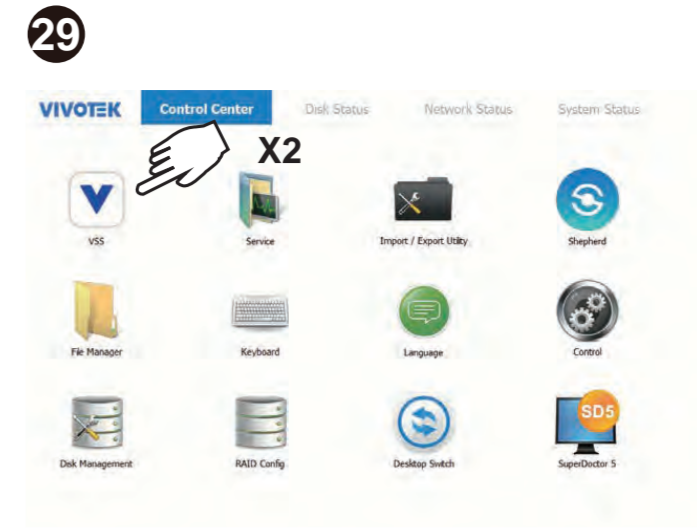 29
VIVOTEK Control Center Disk Status Network Status System Status
X2
V
VSS Service Import / Export Utility Shepherd
File Manager Keyboard Language Control
SD5
Disk Management RAID Config Desktop Switch SuperDoctor 5